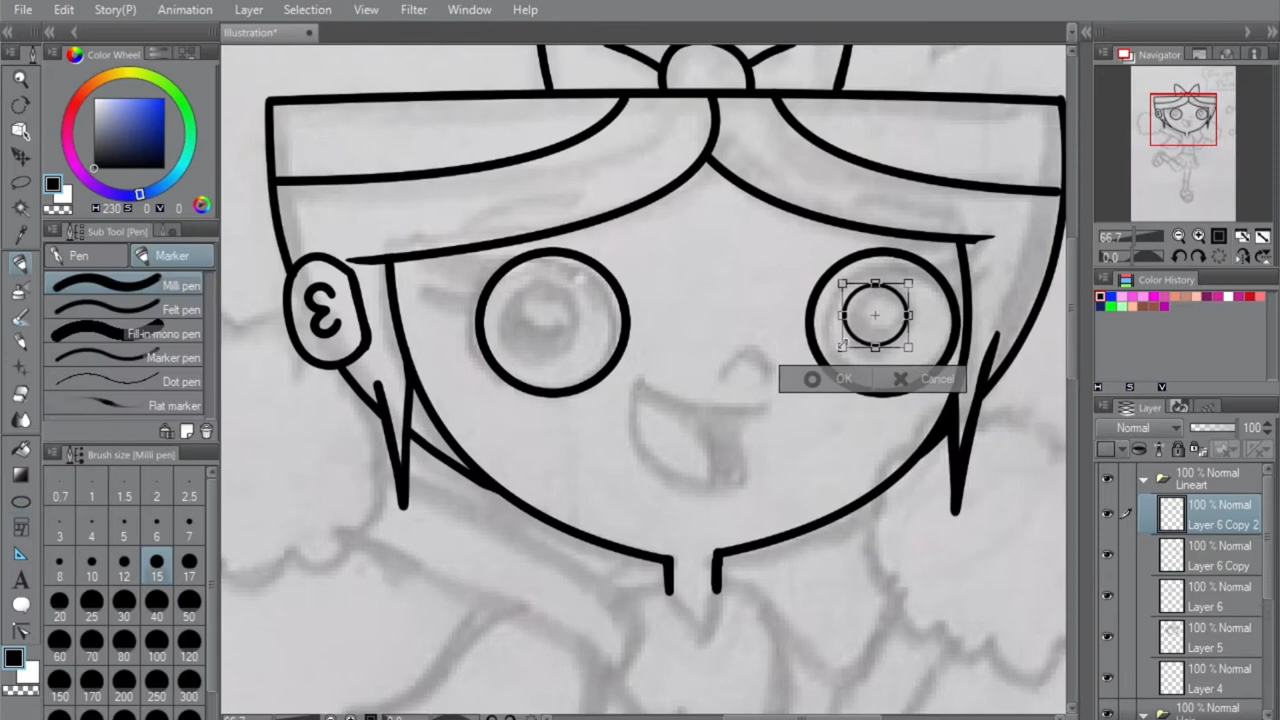 File Edit Story(P) Animation Layer Selection View Filter Window Help
Illustration*
Color Wheel
H 230 S 0 V 0
Sub Tool [Pen]
Pen Marker
Milli pen
Felt pen
Fill-in mono pen
Marker pen
Dot pen
Flat marker
Brush size [Milli pen]
0.7 1 1.5 2 2.5
3 4 5 6 7
8 10 12 15 17
20 25 30 40 50
60 70 80 100 120
150 200 250 300
OK Cancel
66.7 0.0
Navigator
66.7
0.0
Color History
H S V
Layer
Normal 100
100 % Normal
Lineart
100 % Normal
Layer 6 Copy 2
100 % Normal
Layer 6 Copy
100 % Normal
Layer 6
100 % Normal
Layer 5
100 % Normal
Layer 4
100 % Normal